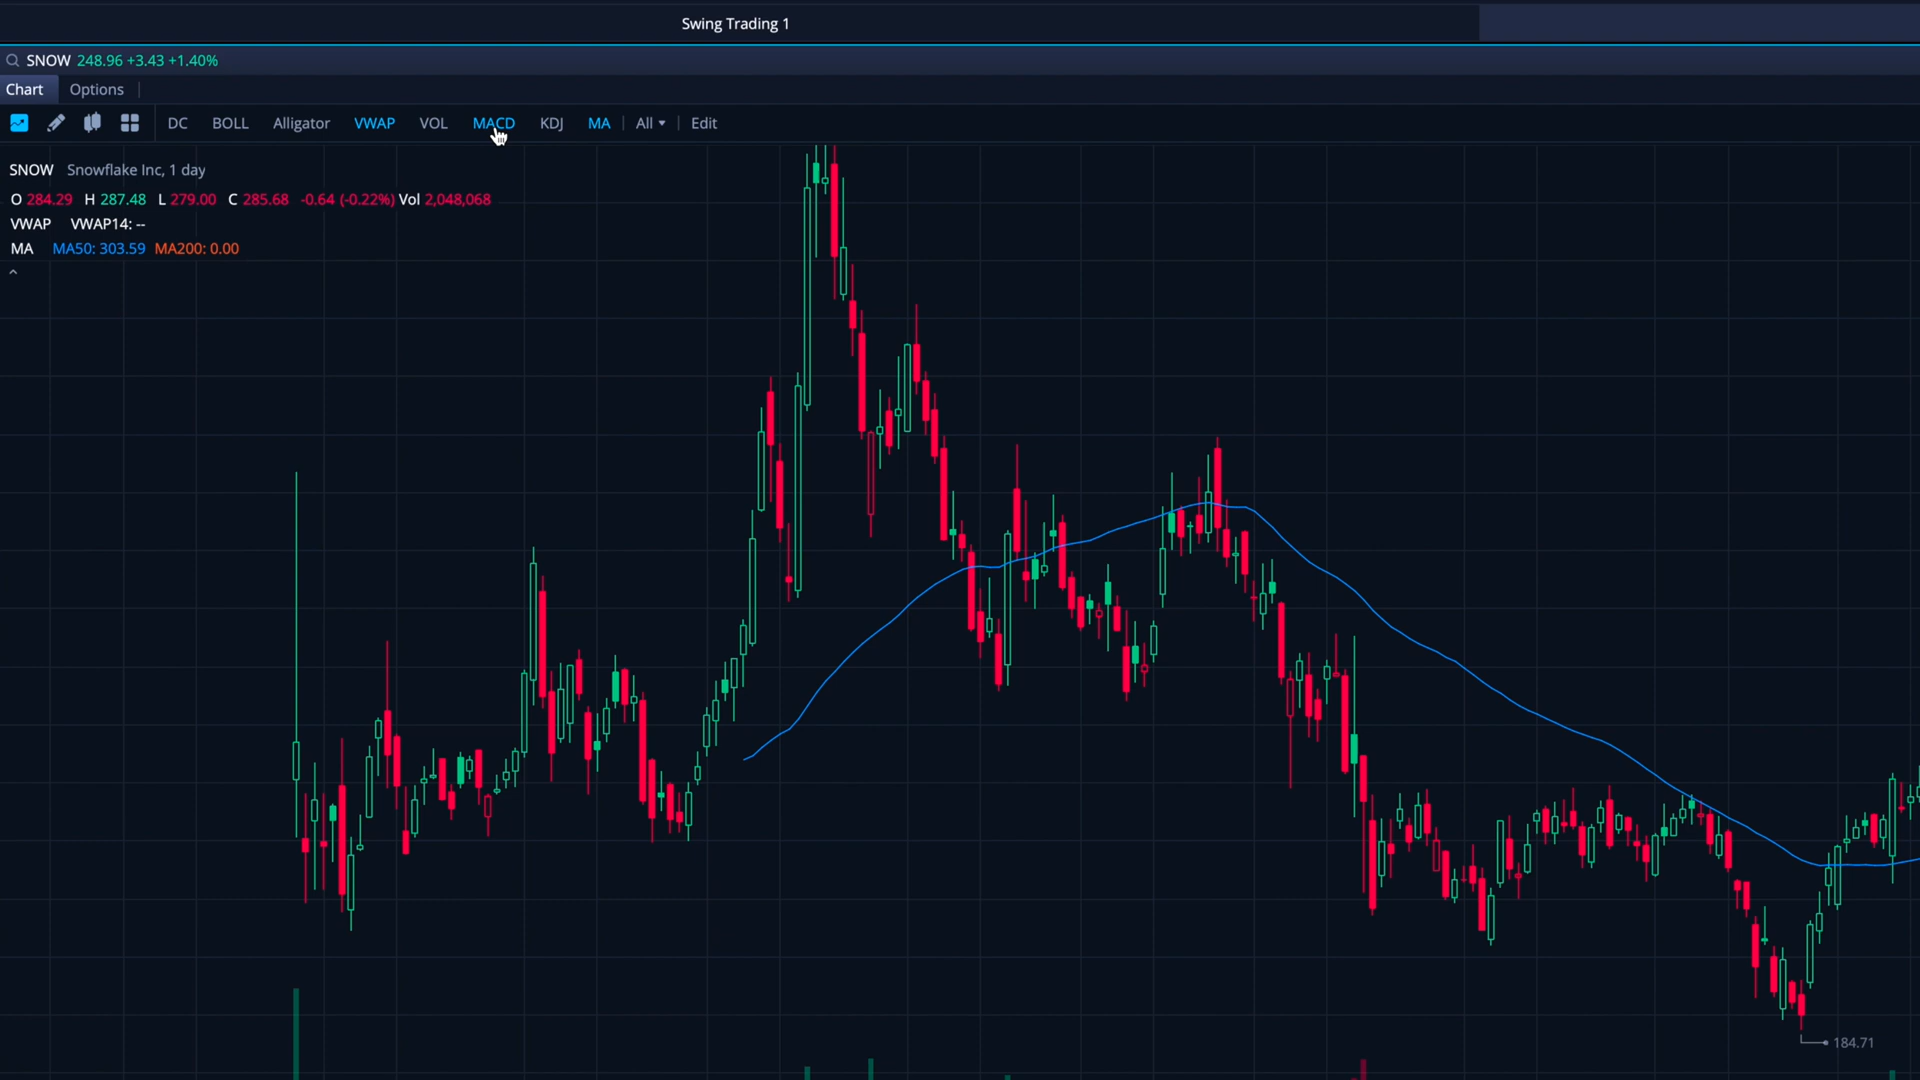 Swing Trading 1
SNOW 248.96 +3.43 +1.40%
Chart Options
DC BOLL Alligator VWAP VOL MACD KDJ MA All Edit
SNOW Snowflake Inc, 1 day
O 284.29 H 287.48 L 279.00 C 285.68 -0.64 (-0.22%) Vol 2,048,068
VWAP VWAP14: --
MA MA50: 303.59 MA200: 0.00
184.71